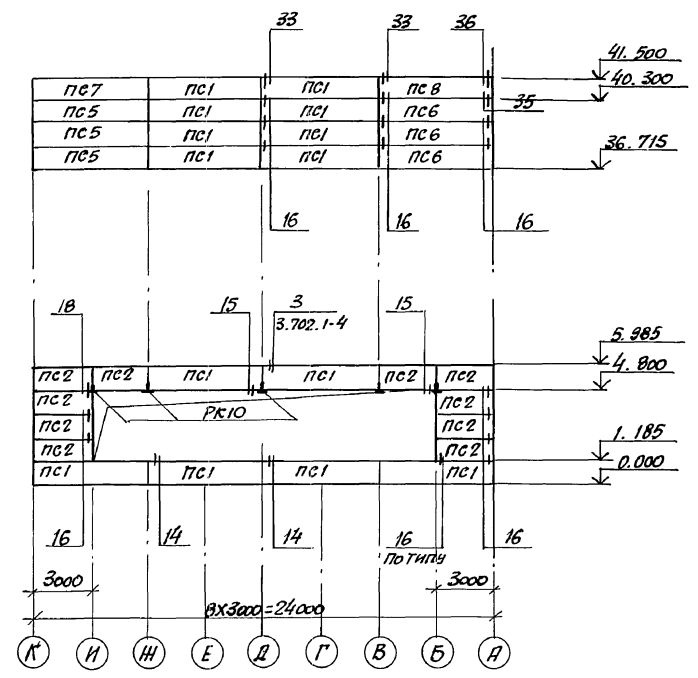 33 33 36
41.500
40.300
пс7 пс1 пс1 пс8
35
пс5 пс1 пс1 пс6
пс5 пс1 пс1 пс6
пс5 пс1 пс1 пс6
36.715
16 16 16
18 15 3 15
3.702.1-4
5.985
4.800
пс2 пс2 пс1 пс1 пс2 пс2
пс2 пс2
РК10
пс2 пс2
пс2 пс2
1.185
0.000
пс1 пс1 пс1 пс1
16 14 14 16 16
по типу
3000 3000
8х3000=24000
К И Ж Е Д Г В Б А